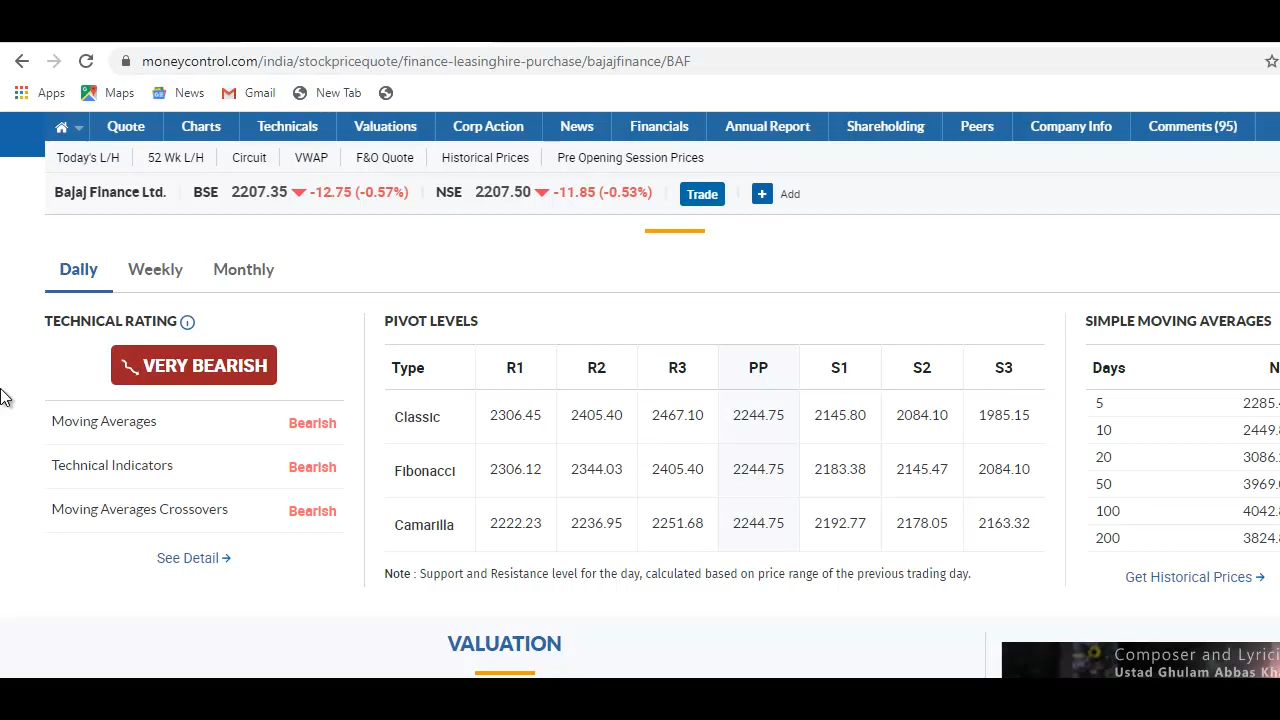 moneycontrol.com/india/stockpricequote/finance-leasinghire-purchase/bajajfinance/BAF
Apps Maps News Gmail New Tab
Quote Charts Technicals Valuations Corp Action News Financials Annual Report Shareholding Peers Company Info Comments (95)
Today's L/H 52 Wk L/H Circuit VWAP F&O Quote Historical Prices Pre Opening Session Prices
Bajaj Finance Ltd. BSE 2207.35 -12.75 (-0.57%) NSE 2207.50 -11.85 (-0.53%) Trade + Add
Daily Weekly Monthly
TECHNICAL RATING
VERY BEARISH
Moving Averages Bearish
Technical Indicators Bearish
Moving Averages Crossovers Bearish
See Detail
PIVOT LEVELS
Type R1 R2 R3 PP S1 S2 S3
Classic 2306.45 2405.40 2467.10 2244.75 2145.80 2084.10 1985.15
Fibonacci 2306.12 2344.03 2405.40 2244.75 2183.38 2145.47 2084.10
Camarilla 2222.23 2236.95 2251.68 2244.75 2192.77 2178.05 2163.32
Note : Support and Resistance level for the day, calculated based on price range of the previous trading day.
SIMPLE MOVING AVERAGES
Days N
5 2285.
10 2449.
20 3086.
50 3969.
100 4042.
200 3824.
Get Historical Prices
VALUATION
Composer and Lyrici
Ustad Ghulam Abbas Kh